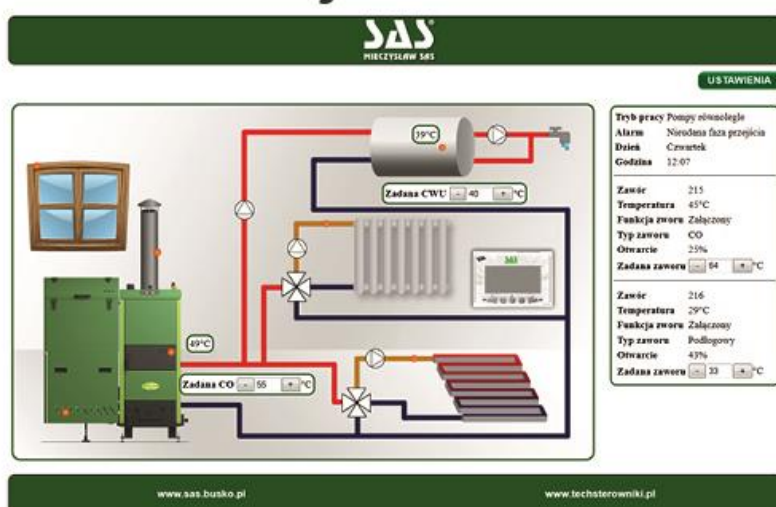 SAS
MIECZYSŁAW SAS
USTAWIENIA
39°C
Zadana CWU - 40 + °C
SAS
49°C
Zadana CO - 55 + °C
Tryb pracy Pompy równoległe
Alarm Nieudana faza przejścia
Dzień Czwartek
Godzina 12:07
Zawór 215
Temperatura 45°C
Funkcja zworu Załączony
Typ zaworu CO
Otwarcie 25%
Zadana zaworu - 64 + °C
Zawór 216
Temperatura 29°C
Funkcja zworu Załączony
Typ zaworu Podłogowy
Otwarcie 43%
Zadana zaworu - 33 + °C
www.sas.busko.pl
www.techsterowniki.pl